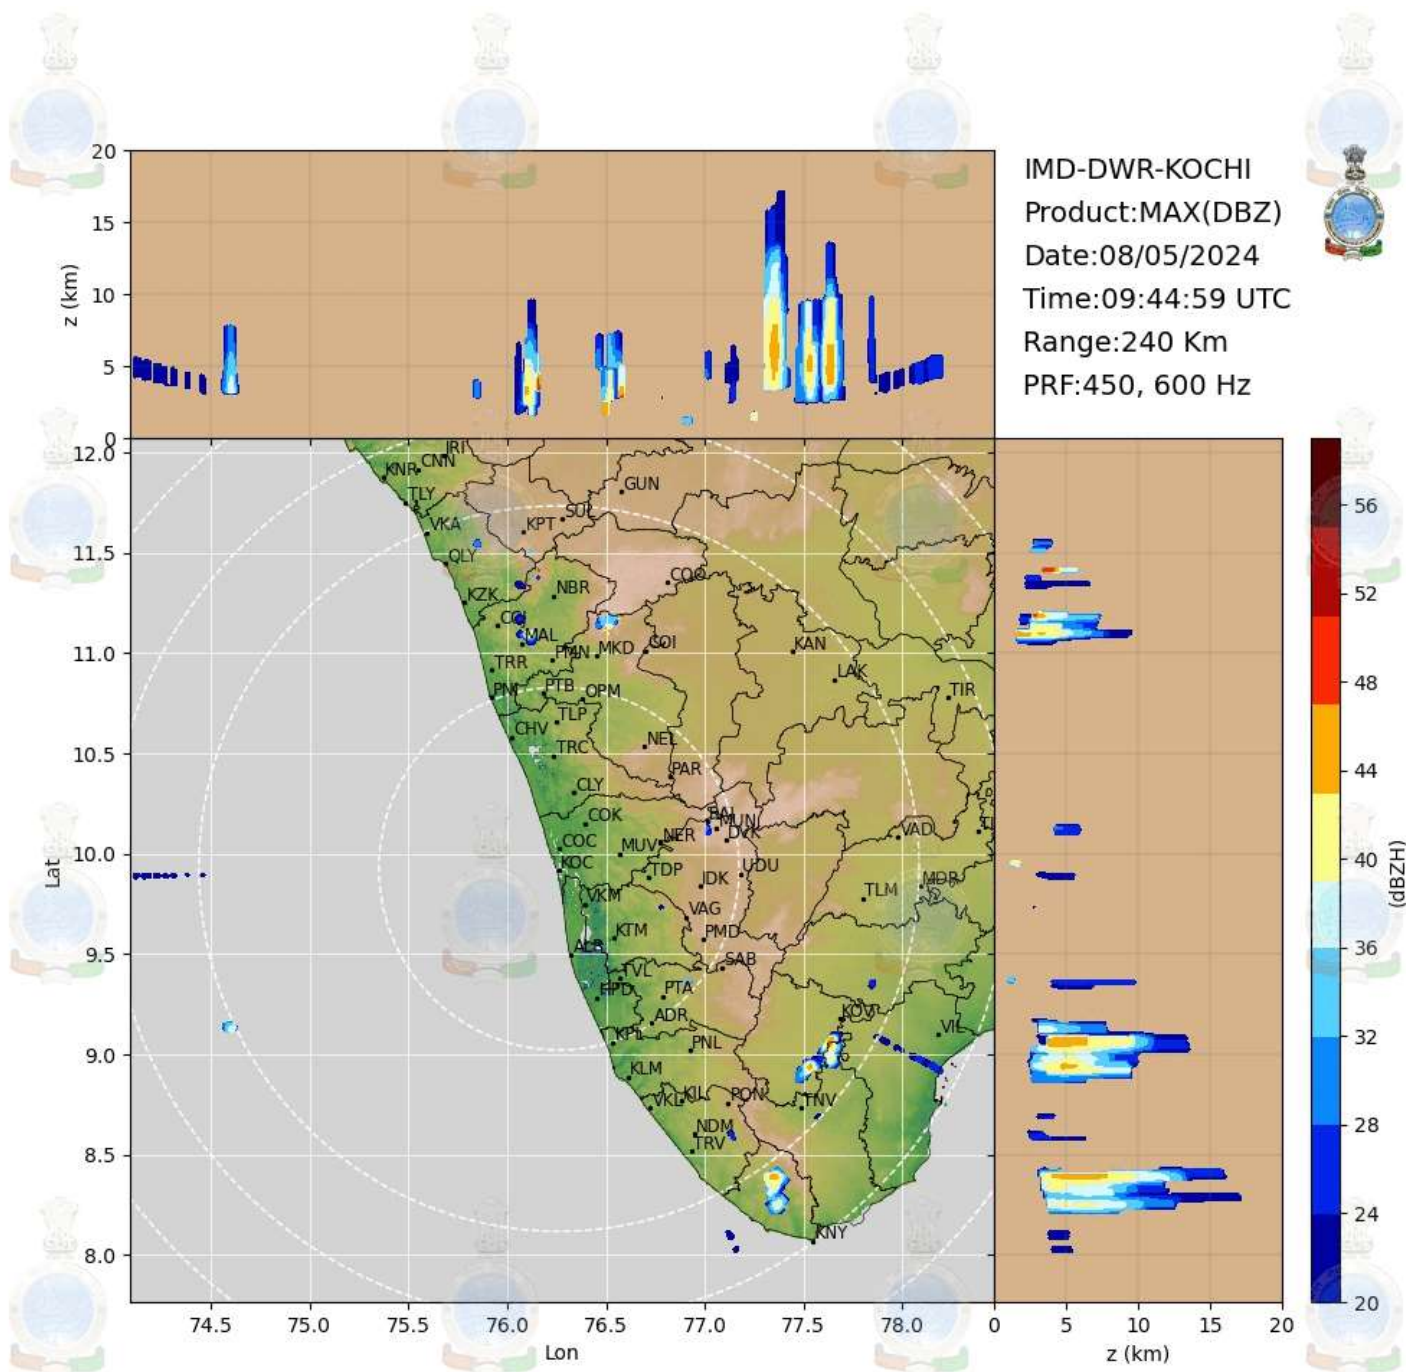 IMD-DWR-KOCHI
Product:MAX(DBZ)
Date:08/05/2024
Time:09:44:59 UTC
Range:240 Km
PRF:450, 600 Hz
20
15
10
5
0
z (km)
12.0
11.5
11.0
10.5
10.0
9.5
9.0
8.5
8.0
Lat
IRI
CNN
KNR
GUN
TLY
SUL
KPT
VKA
QLY
COO
NBR
KZK
MAL
MKD
COI
KAN
TRR
LAK
PTB
OPM
TIR
TLP
CHV
TRC
NEL
PAR
CLY
COK
MUN
DVK
VAD
COC
MUV
NER
KOC
TDP
UDU
IDK
MDR
TLM
VKM
VAG
KTM
PMD
ALP
SAB
TVL
HPD
PTA
ADR
KOV
VIL
KPL
PNL
KLM
VKL
KIL
PON
TNV
NDM
TRV
KNY
74.5
75.0
75.5
76.0
76.5
77.0
77.5
78.0
Lon
0
5
10
15
20
z (km)
56
52
48
44
40
36
32
28
24
20
(dBZH)